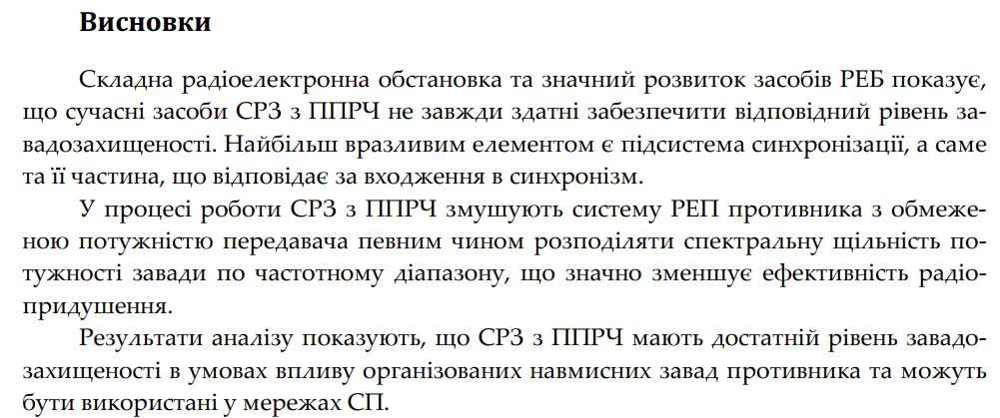 Висновки
Складна радіоелектронна обстановка та значний розвиток засобів РЕБ показує,
що сучасні засоби СРЗ з ППРЧ не завжди здатні забезпечити відповідний рівень за-
вадозахищеності. Найбільш вразливим елементом є підсистема синхронізації, а саме
та її частина, що відповідає за входження в синхронізм.
У процесі роботи СРЗ з ППРЧ змушують систему РЕП противника з обмеже-
ною потужністю передавача певним чином розподіляти спектральну щільність по-
тужності завади по частотному діапазону, що значно зменшує ефективність радіо-
придушення.
Результати аналізу показують, що СРЗ з ППРЧ мають достатній рівень завадо-
захищеності в умовах впливу організованих навмисних завад противника та можуть
бути використані у мережах СП.